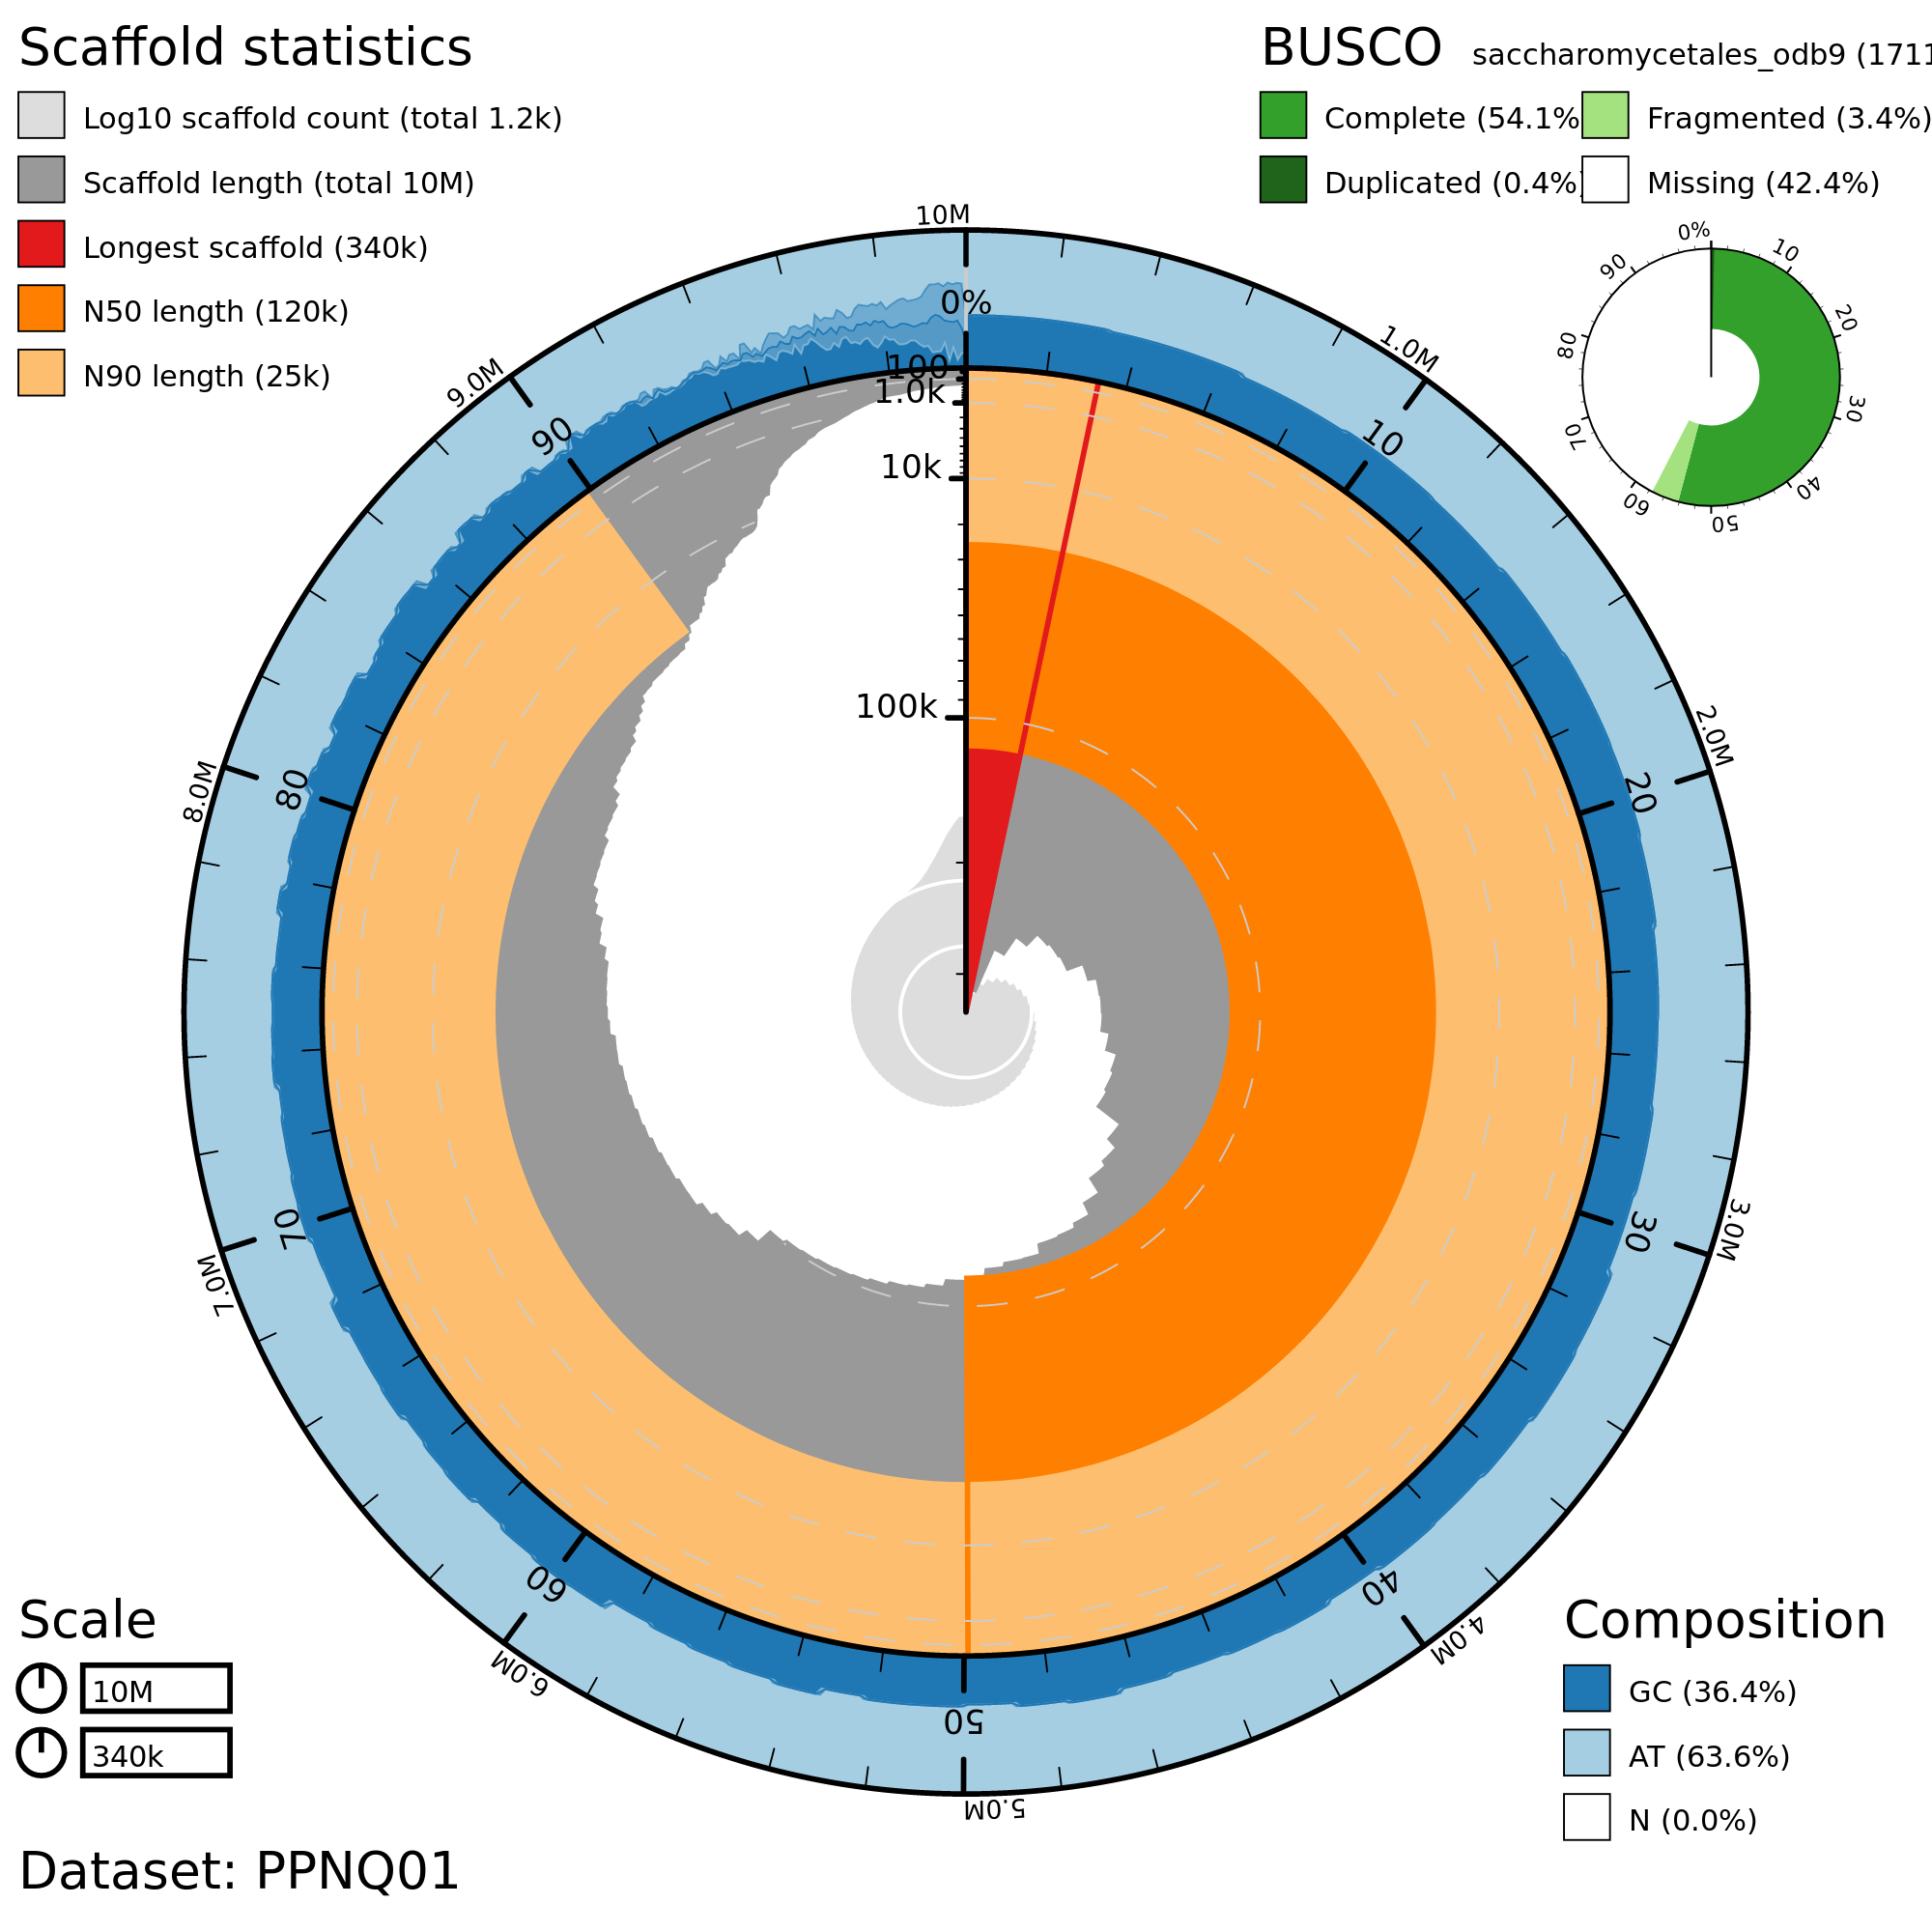 Scaffold statistics
Log10 scaffold count (total 1.2k)
Scaffold length (total 10M)
Longest scaffold (340k)
N50 length (120k)
N90 length (25k)
BUSCO saccharomycetales_odb9 (1711
Complete (54.1%
Fragmented (3.4%)
Duplicated (0.4%)
Missing (42.4%)
0%
10
20
30
40
50
60
70
80
90
10M
1.0M
2.0M
3.0M
4.0M
5.0M
6.0M
7.0M
8.0M
9.0M
0%
10
20
30
40
50
60
70
80
90
100
1.0k
10k
100k
Scale
10M
340k
Composition
GC (36.4%)
AT (63.6%)
N (0.0%)
Dataset: PPNQ01